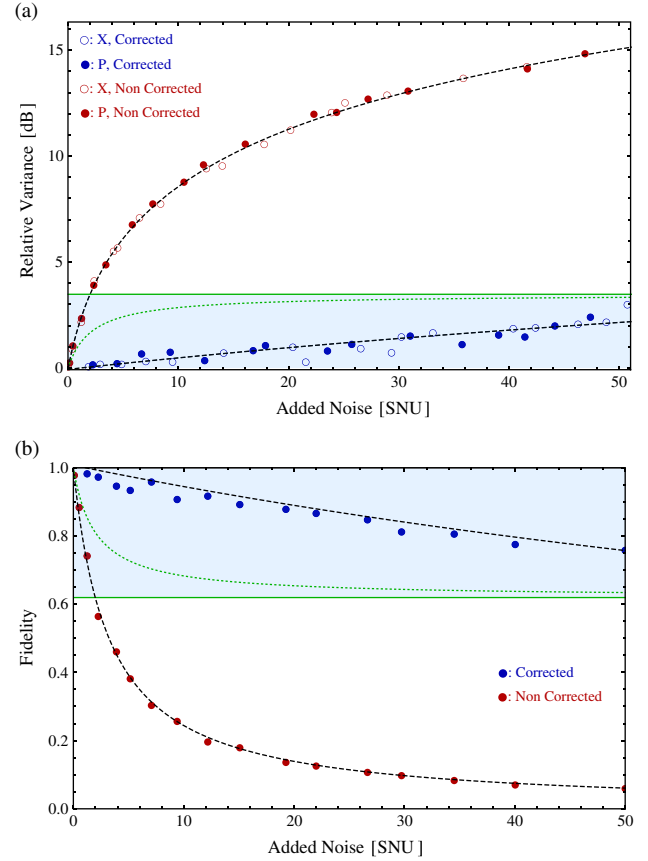 (a)
○: X, Corrected
●: P, Corrected
○: X, Non Corrected
●: P, Non Corrected
Relative Variance [dB]
15
10
5
0
0 10 20 30 40 50
Added Noise [SNU]
(b)
1.0
0.8
0.6
0.4
0.2
0.0
Fidelity
●: Corrected
●: Non Corrected
0 10 20 30 40 50
Added Noise [SNU]